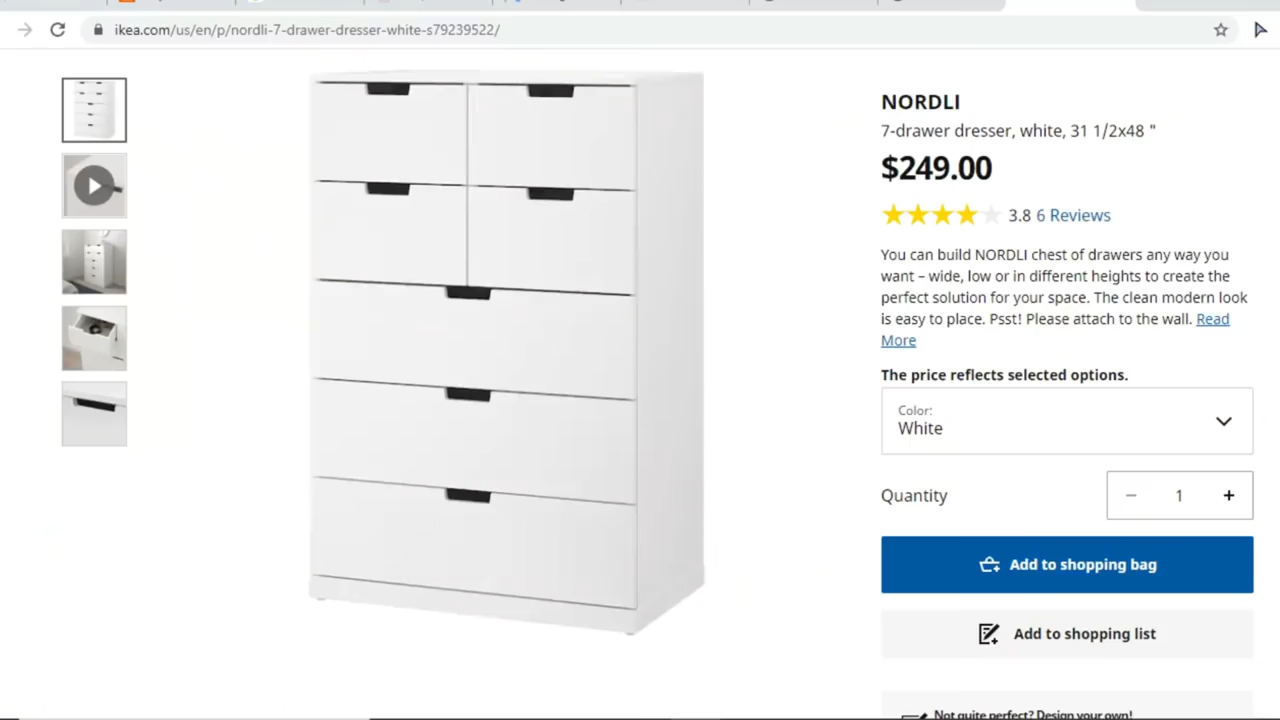 ikea.com/us/en/p/nordli-7-drawer-dresser-white-s79239522/
NORDLI
7-drawer dresser, white, 31 1/2x48 "
$249.00
3.8 6 Reviews
You can build NORDLI chest of drawers any way you
want – wide, low or in different heights to create the
perfect solution for your space. The clean modern look
is easy to place. Psst! Please attach to the wall. Read
More
The price reflects selected options.
Color:
White
Quantity
1
Add to shopping bag
Add to shopping list
Not quite perfect? Design your own!